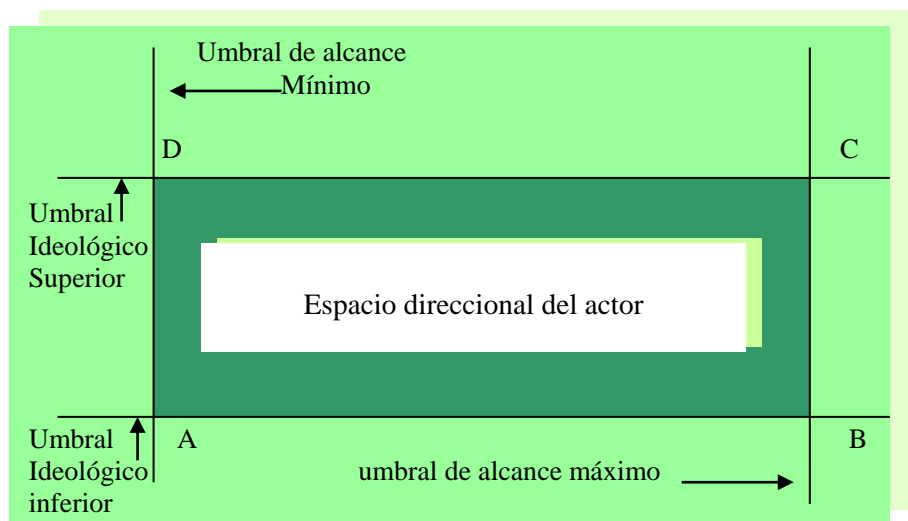 Umbral de alcance
Mínimo
D
C
Umbral
Ideológico
Superior
Espacio direccional del actor
Umbral
Ideológico
inferior
A
B
umbral de alcance máximo